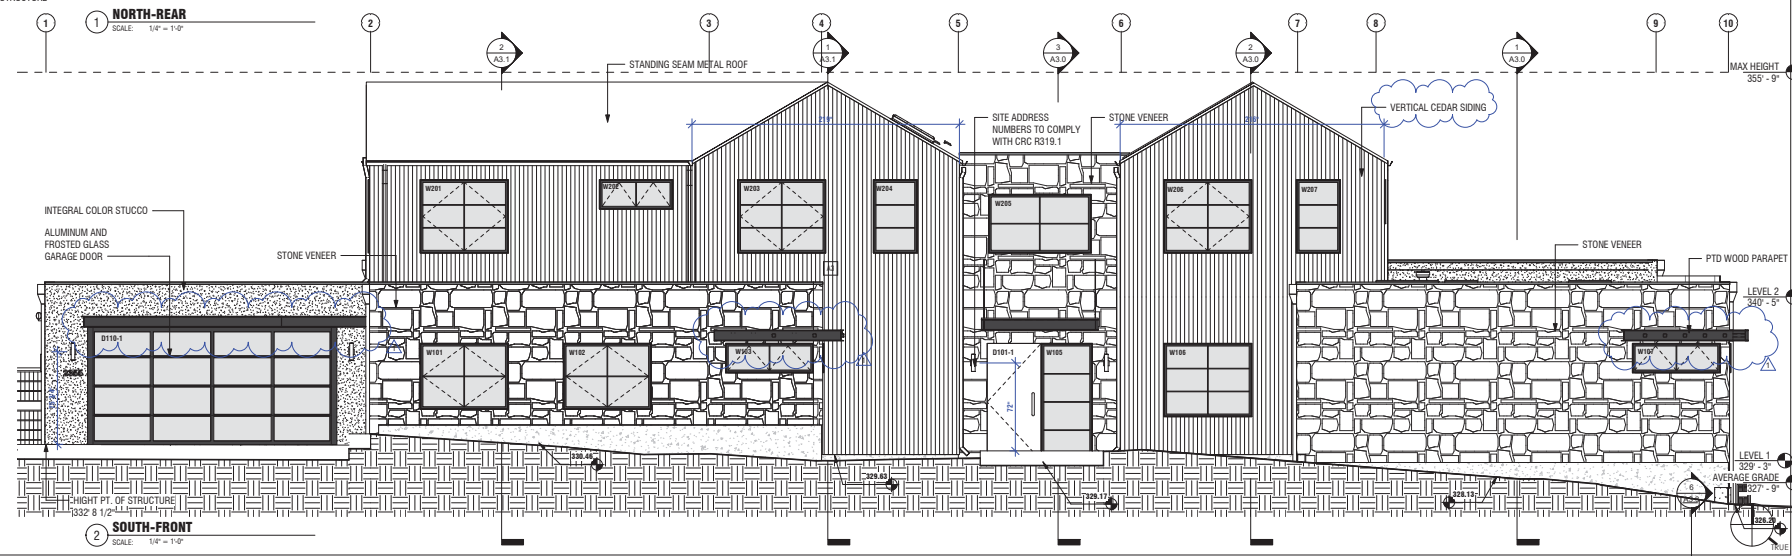 1
NORTH-REAR
SCALE: 1/4" = 1'-0"
1
2
3
4
5
6
7
8
9
10
2
A3.1
1
A3.1
3
A3.0
2
A3.0
1
A3.0
MAX HEIGHT
355' - 9"
STANDING SEAM METAL ROOF
VERTICAL CEDAR SIDING
SITE ADDRESS
NUMBERS TO COMPLY
WITH CRC R319.1
STONE VENEER
W201
W202
W203
W204
W205
W206
W207
INTEGRAL COLOR STUCCO
ALUMINUM AND
FROSTED GLASS
GARAGE DOOR
STONE VENEER
STONE VENEER
PTD WOOD PARAPET
LEVEL 2
340' - 5"
D110-1
W101
W102
W103
D101-1
W105
W106
W107
72"
LEVEL 1
329' - 3"
AVERAGE GRADE
327' - 9"
330.46
329.63
329.17
328.13
326.20
6
HIGHT PT. OF STRUCTURE
332' 8 1/2"
2
SOUTH-FRONT
SCALE: 1/4" = 1'-0"